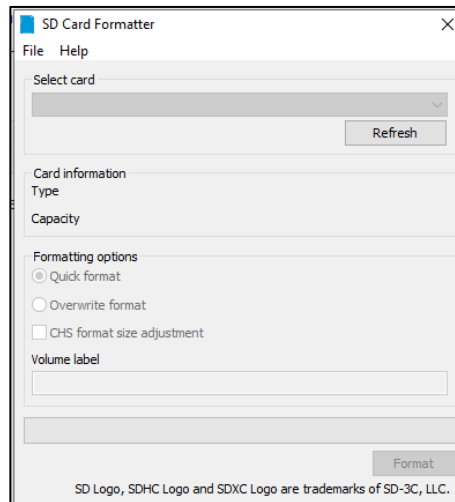 SD Card Formatter
File Help
Select card
Refresh
Card information
Type
Capacity
Formatting options
Quick format
Overwrite format
CHS format size adjustment
Volume label
Format
SD Logo, SDHC Logo and SDXC Logo are trademarks of SD-3C, LLC.